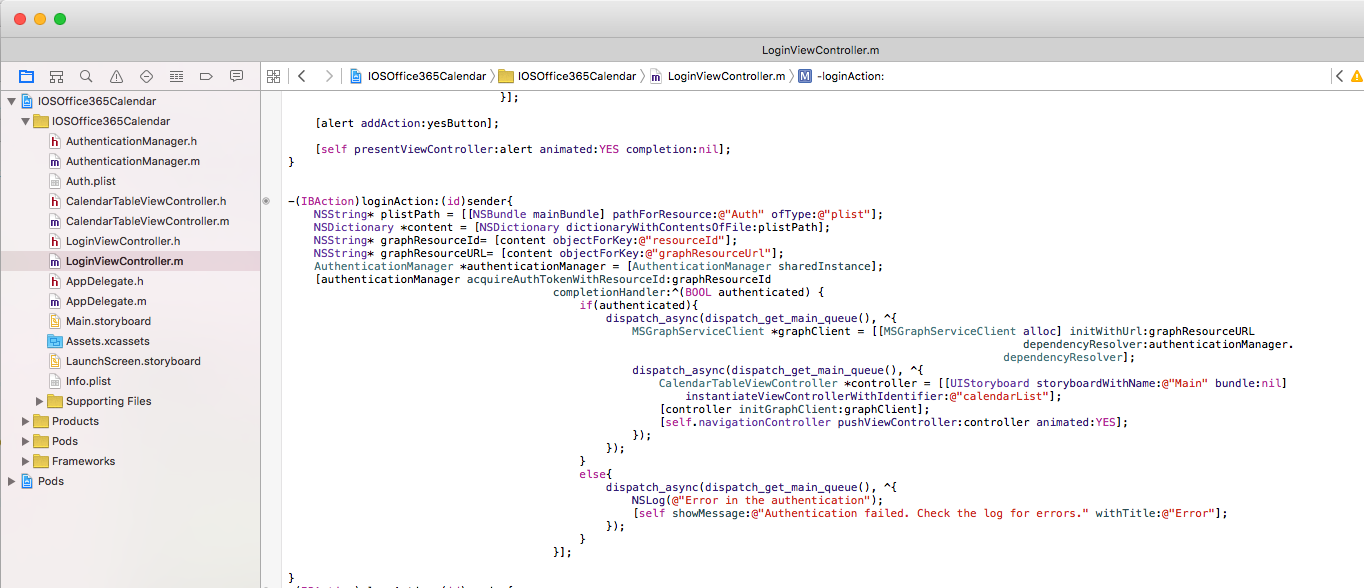 LoginViewController.m
IOSOffice365Calendar IOSOffice365Calendar LoginViewController.m M -loginAction:
IOSOffice365Calendar
IOSOffice365Calendar
h AuthenticationManager.h
m AuthenticationManager.m
Auth.plist
h CalendarTableViewController.h
m CalendarTableViewController.m
h LoginViewController.h
m LoginViewController.m
h AppDelegate.h
m AppDelegate.m
Main.storyboard
Assets.xcassets
LaunchScreen.storyboard
Info.plist
Supporting Files
Products
Pods
Frameworks
Pods
}];
[alert addAction:yesButton];
[self presentViewController:alert animated:YES completion:nil];
}
-(IBAction)loginAction:(id)sender{
NSString* plistPath = [[NSBundle mainBundle] pathForResource:@"Auth" ofType:@"plist"];
NSDictionary *content = [NSDictionary dictionaryWithContentsOfFile:plistPath];
NSString* graphResourceId= [content objectForKey:@"resourceId"];
NSString* graphResourceURL= [content objectForKey:@"graphResourceUrl"];
AuthenticationManager *authenticationManager = [AuthenticationManager sharedInstance];
[authenticationManager acquireAuthTokenWithResourceId:graphResourceId
completionHandler:^(BOOL authenticated) {
if(authenticated){
dispatch_async(dispatch_get_main_queue(), ^{
MSGraphServiceClient *graphClient = [[MSGraphServiceClient alloc] initWithUrl:graphResourceURL
dependencyResolver:authenticationManager.
dependencyResolver];
dispatch_async(dispatch_get_main_queue(), ^{
CalendarTableViewController *controller = [[UIStoryboard storyboardWithName:@"Main" bundle:nil]
instantiateViewControllerWithIdentifier:@"calendarList"];
[controller initGraphClient:graphClient];
[self.navigationController pushViewController:controller animated:YES];
});
});
}
else{
dispatch_async(dispatch_get_main_queue(), ^{
NSLog(@"Error in the authentication");
[self showMessage:@"Authentication failed. Check the log for errors." withTitle:@"Error"];
});
}
}];
}